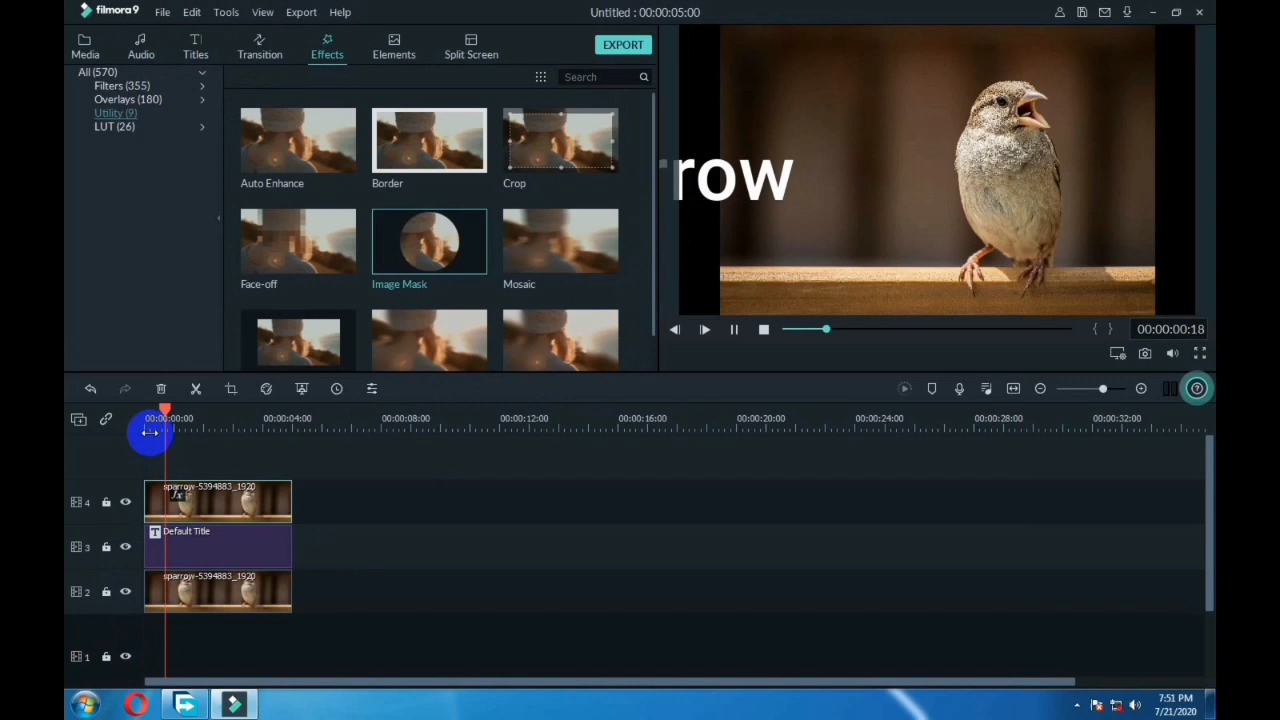 filmora 9 File Edit Tools View Export Help Untitled : 00:00:05:00
Media Audio Titles Transition Effects Elements Split Screen EXPORT
All (570)
Filters (355)
Overlays (180)
Utility (9)
LUT (26)
Search
Auto Enhance Border Crop
Face-off Image Mask Mosaic
row
00:00:00:18
00:00:00:00 00:00:04:00 00:00:08:00 00:00:12:00 00:00:16:00 00:00:20:00 00:00:24:00 00:00:28:00 00:00:32:00
4 sparrow-5394883_1920
fx
3 T Default Title
2 sparrow-5394883_1920
1
7:51 PM
7/21/2020